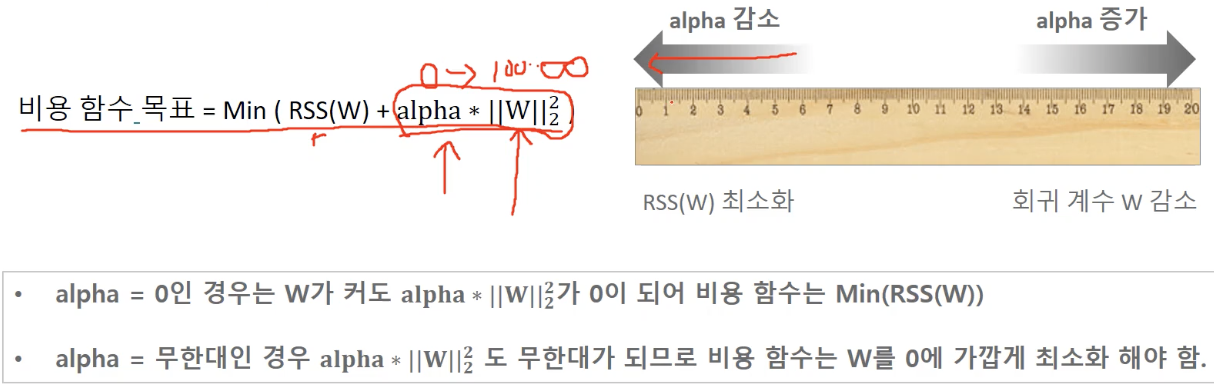 alpha 감소
alpha 증가
0 → 100..∞
비용 함수 목표 = Min ( RSS(W) + alpha * ||W||₂²
0 1 2 3 4 5 6 7 8 9 10 11 12 13 14 15 16 17 18 19 20
RSS(W) 최소화
회귀 계수 W 감소
• alpha = 0인 경우는 W가 커도 alpha * ||W||₂²가 0이 되어 비용 함수는 Min(RSS(W))
• alpha = 무한대인 경우 alpha * ||W||₂² 도 무한대가 되므로 비용 함수는 W를 0에 가깝게 최소화 해야 함.